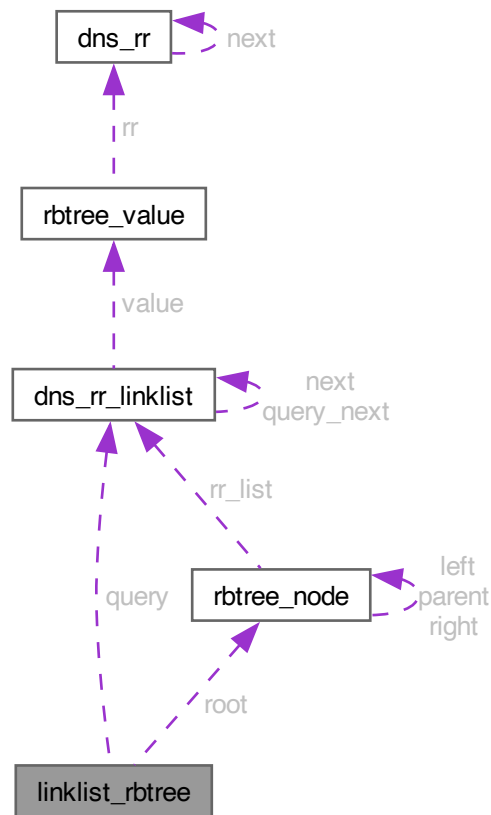 dns_rr
next
rr
rbtree_value
value
dns_rr_linklist
next
query_next
rr_list
query
rbtree_node
left
parent
right
root
linklist_rbtree